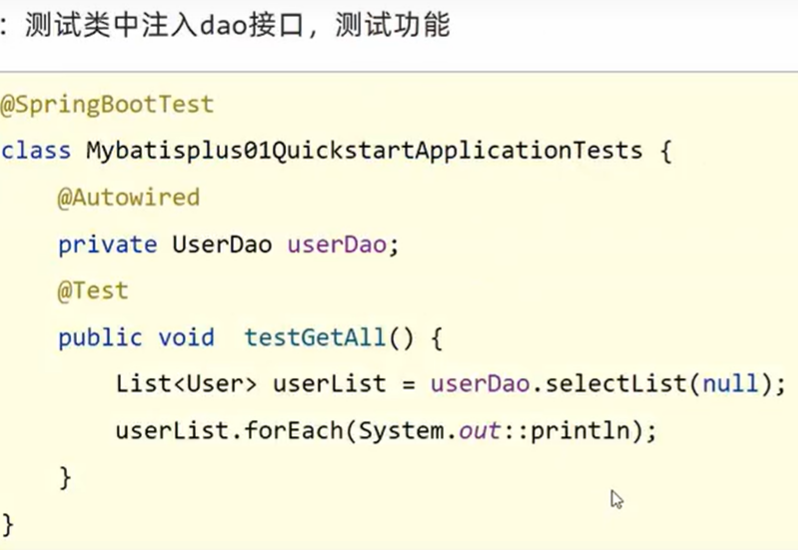 ：测试类中注入dao接口，测试功能
@SpringBootTest
class Mybatisplus01QuickstartApplicationTests {
    @Autowired
    private UserDao userDao;
    @Test
    public void  testGetAll() {
        List<User> userList = userDao.selectList(null);
        userList.forEach(System.out::println);
    }
}